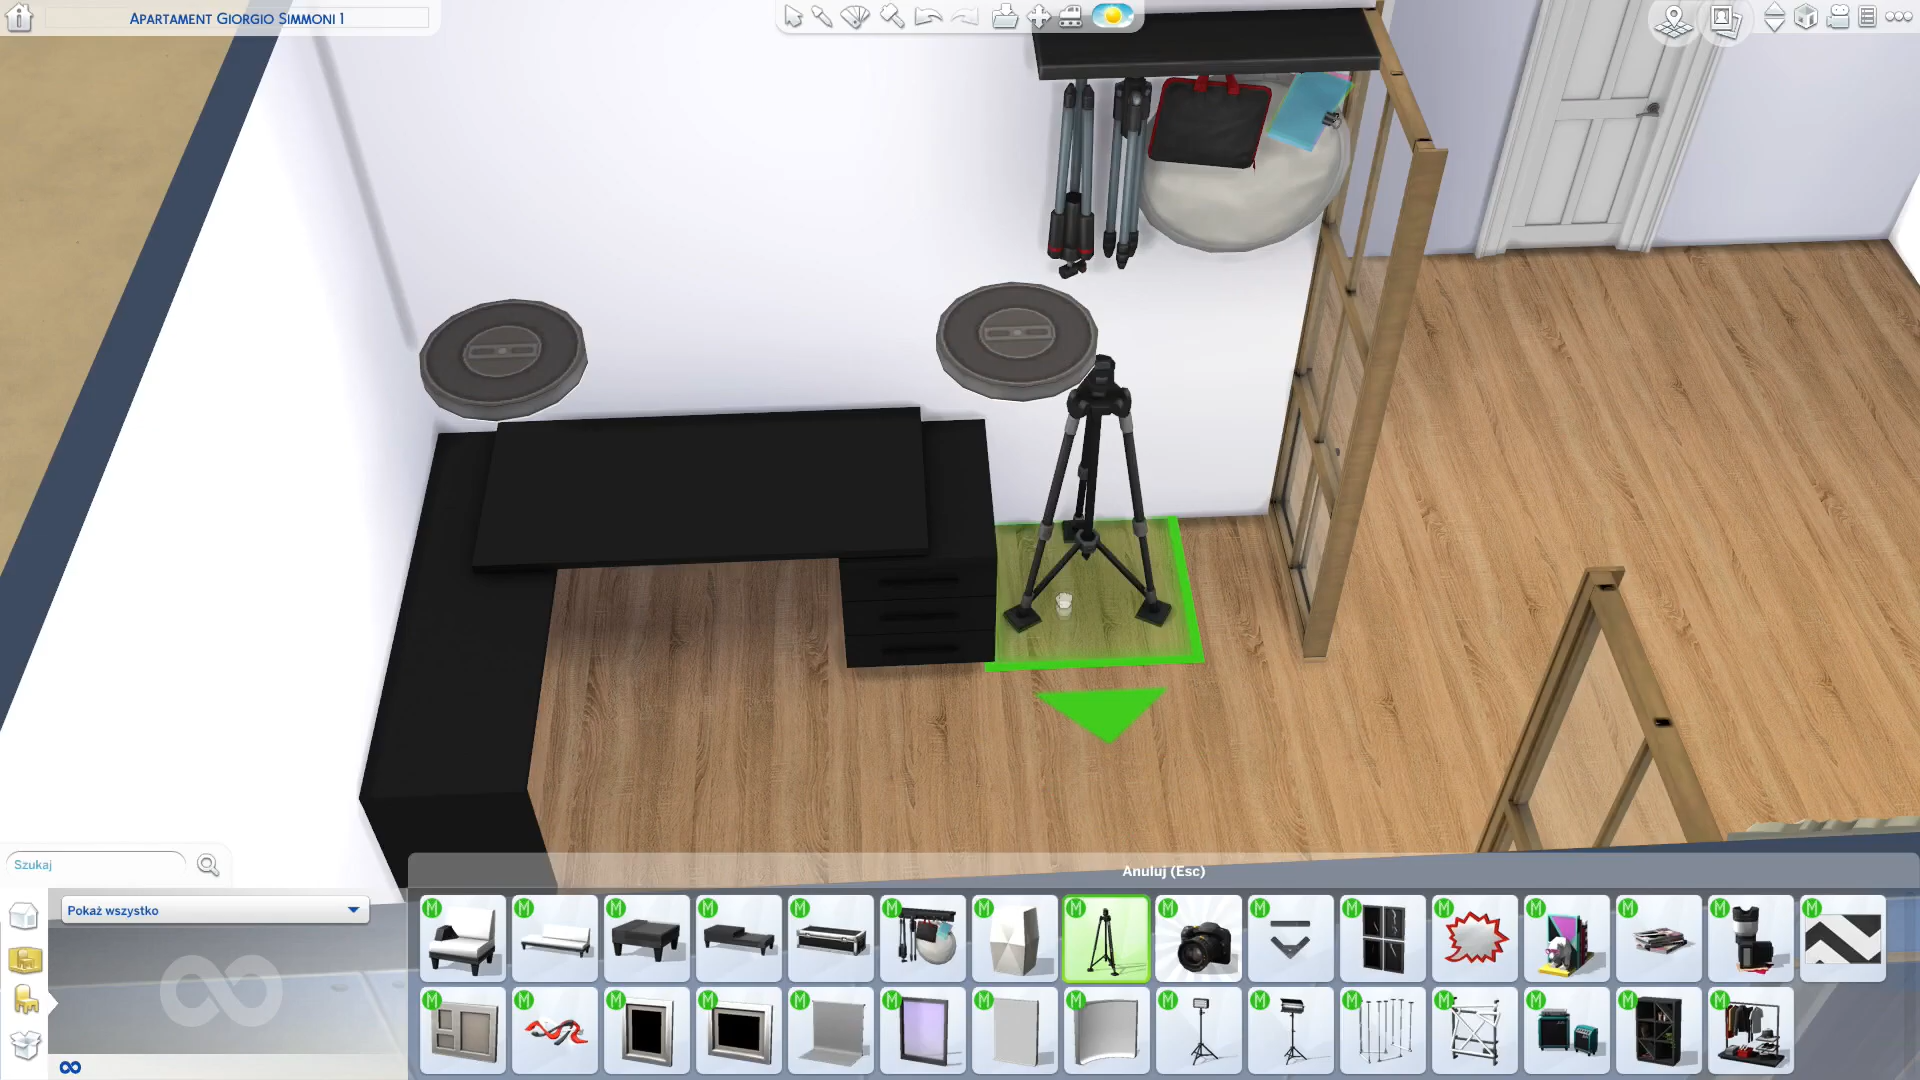 Apartament Giorgio Simmoni 1
Szukaj
Anuluj (Esc)
Pokaż wszystko
M M M M M M M M M M M M M M M M
M M M M M M M M M M M M M M M